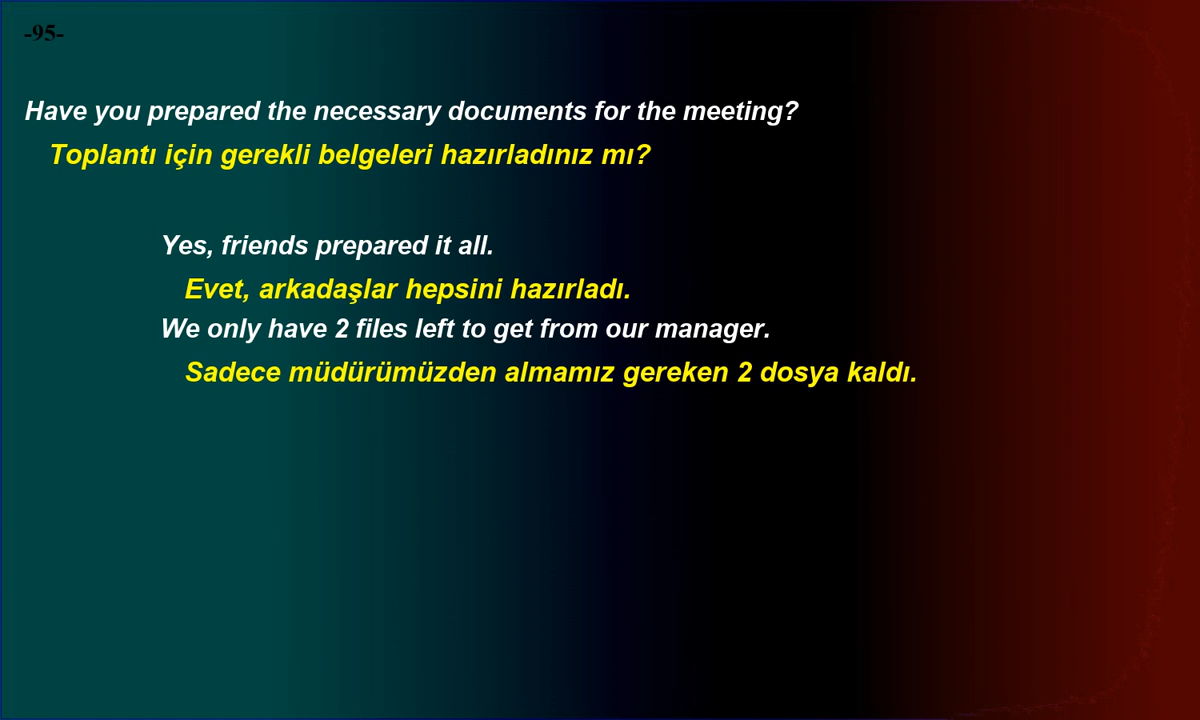 -95-
Have you prepared the necessary documents for the meeting?
Toplantı için gerekli belgeleri hazırladınız mı?
Yes, friends prepared it all.
Evet, arkadaşlar hepsini hazırladı.
We only have 2 files left to get from our manager.
Sadece müdürümüzden almamız gereken 2 dosya kaldı.